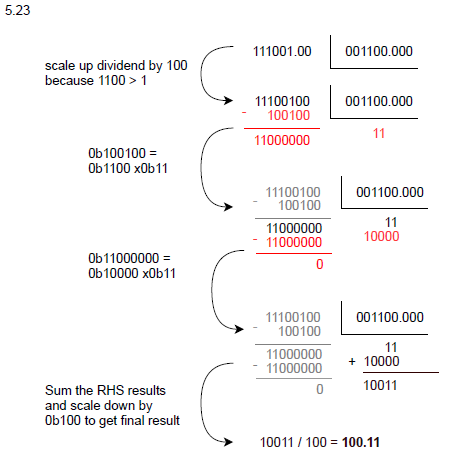 5.23
111001.00 001100.000
scale up dividend by 100
because 1100 > 1
11100100 001100.000
- 100100
11
11000000
0b100100 =
0b1100 x0b11
11100100 001100.000
- 100100
11
11000000
10000
- 11000000
0
0b11000000 =
0b10000 x0b11
11100100 001100.000
- 100100
11
11000000
+ 10000
- 11000000
0
10011
Sum the RHS results
and scale down by
0b100 to get final result
10011 / 100 = 100.11